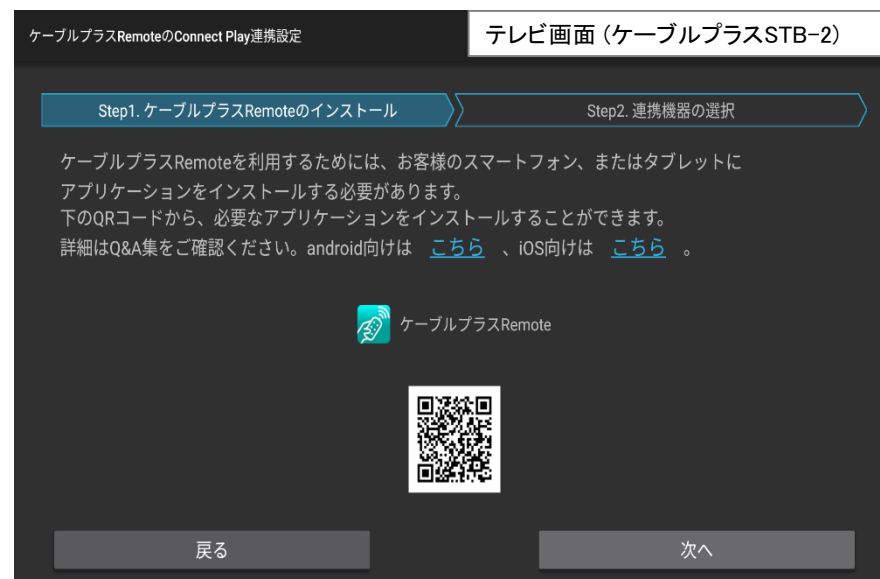 ケーブルプラスRemoteのConnect Play連携設定
テレビ画面 (ケーブルプラスSTB-2)
Step1. ケーブルプラスRemoteのインストール
Step2. 連携機器の選択
ケーブルプラスRemoteを利用するためには、お客様のスマートフォン、またはタブレットに
アプリケーションをインストールする必要があります。
下のQRコードから、必要なアプリケーションをインストールすることができます。
詳細はQ&A集をご確認ください。android向けは こちら 、iOS向けは こちら 。
ケーブルプラスRemote
戻る
次へ